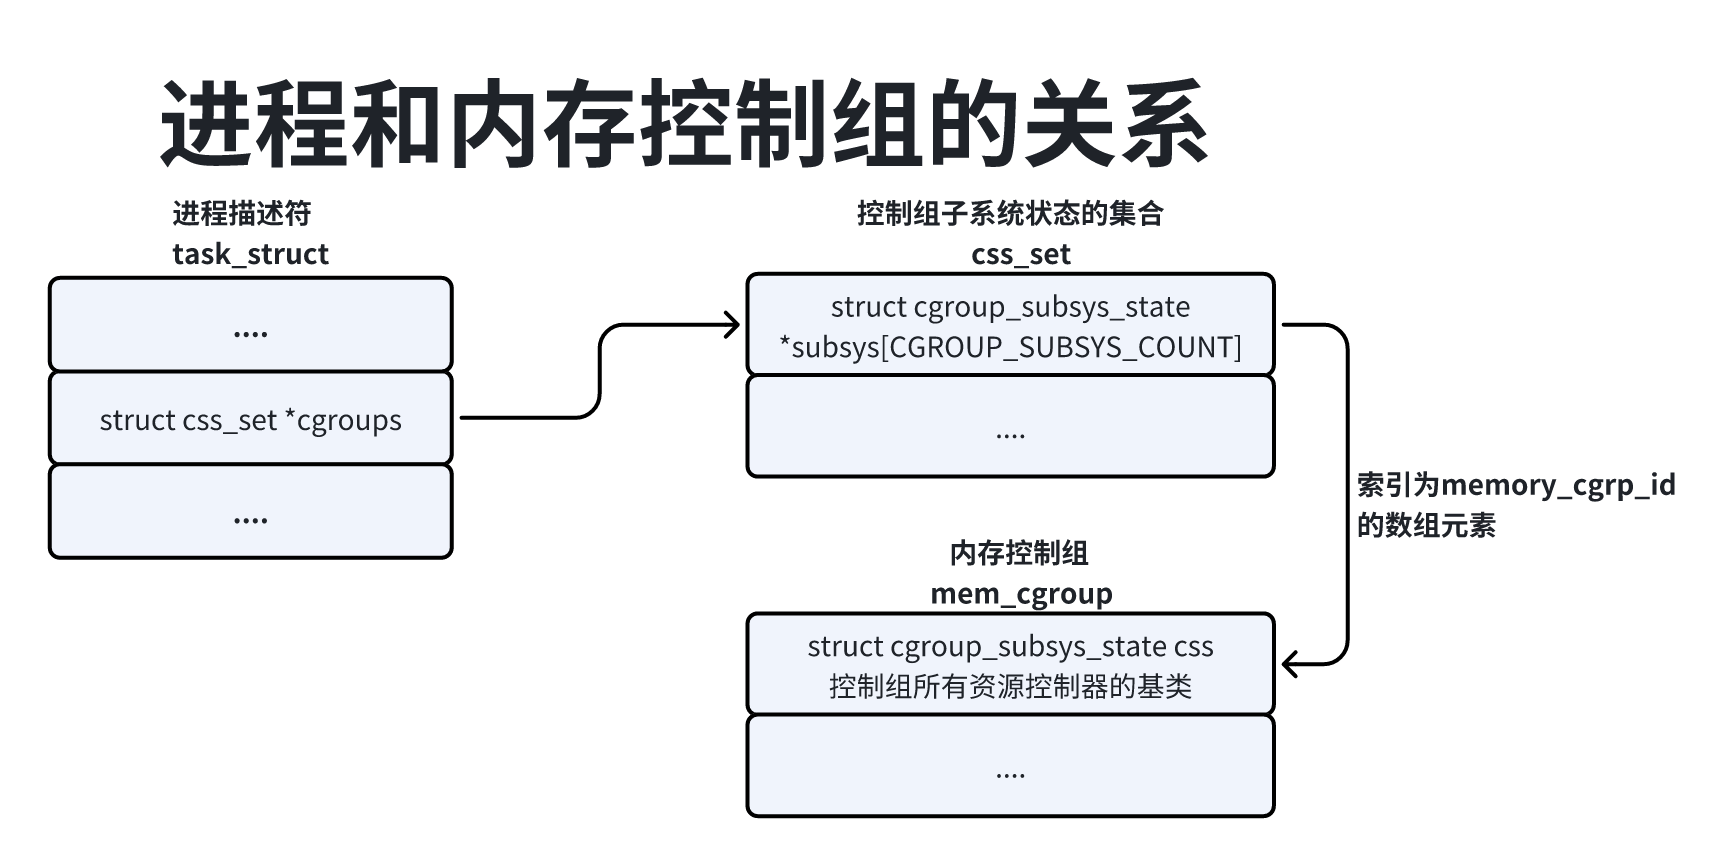 进程和内存控制组的关系
进程描述符
task_struct
....
struct css_set *cgroups
....
控制组子系统状态的集合
css_set
struct cgroup_subsys_state
*subsys[CGROUP_SUBSYS_COUNT]
....
索引为memory_cgrp_id
的数组元素
内存控制组
mem_cgroup
struct cgroup_subsys_state css
控制组所有资源控制器的基类
....